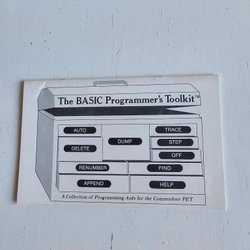 The BASIC Programmer's Toolkit™
AUTO
TRACE
DUMP
STEP
DELETE
OFF
RENUMBER
FIND
APPEND
HELP
A Collection of Programming Aids for the Commodore PET